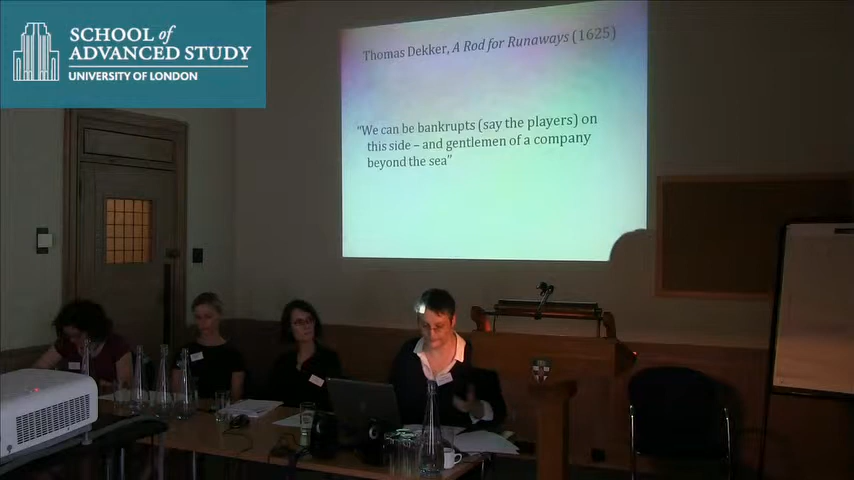 SCHOOL of
ADVANCED STUDY
UNIVERSITY OF LONDON
Thomas Dekker, A Rod for Runaways (1625)
"We can be bankrupts (say the players) on
this side – and gentlemen of a company
beyond the sea"